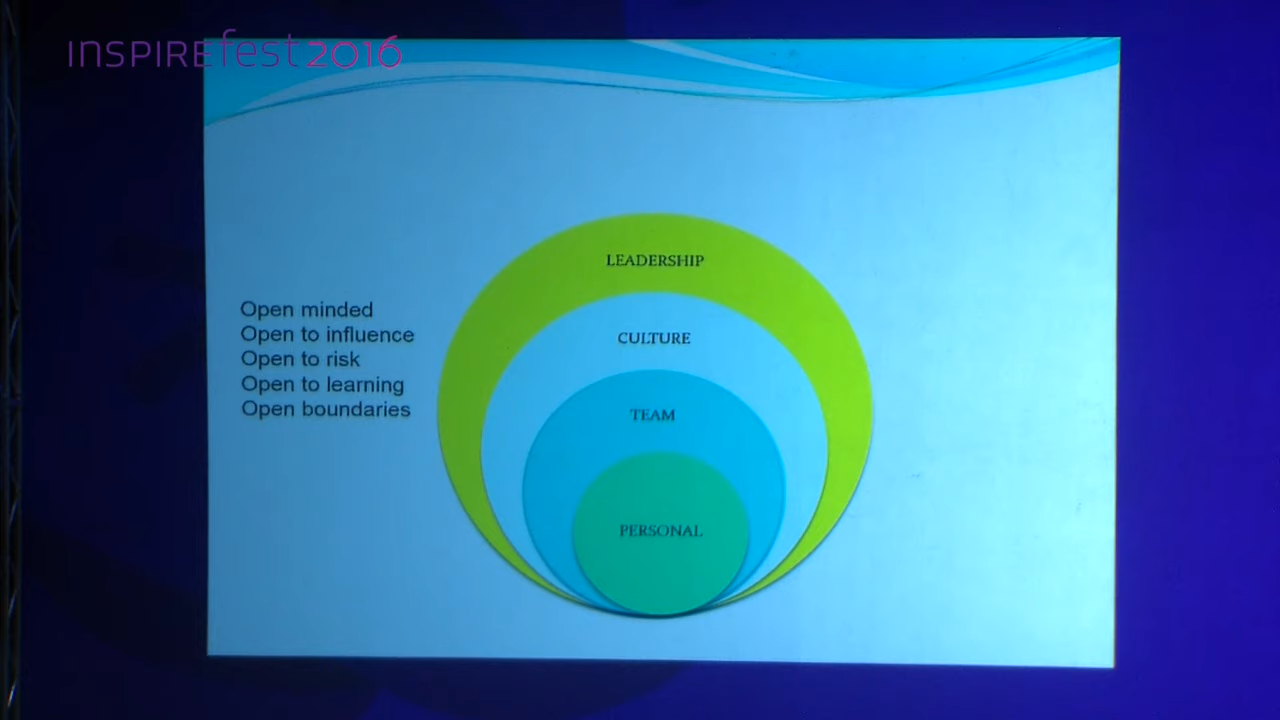 INSPIREfest2016
LEADERSHIP
Open minded
Open to influence
Open to risk
Open to learning
Open boundaries
CULTURE
TEAM
PERSONAL